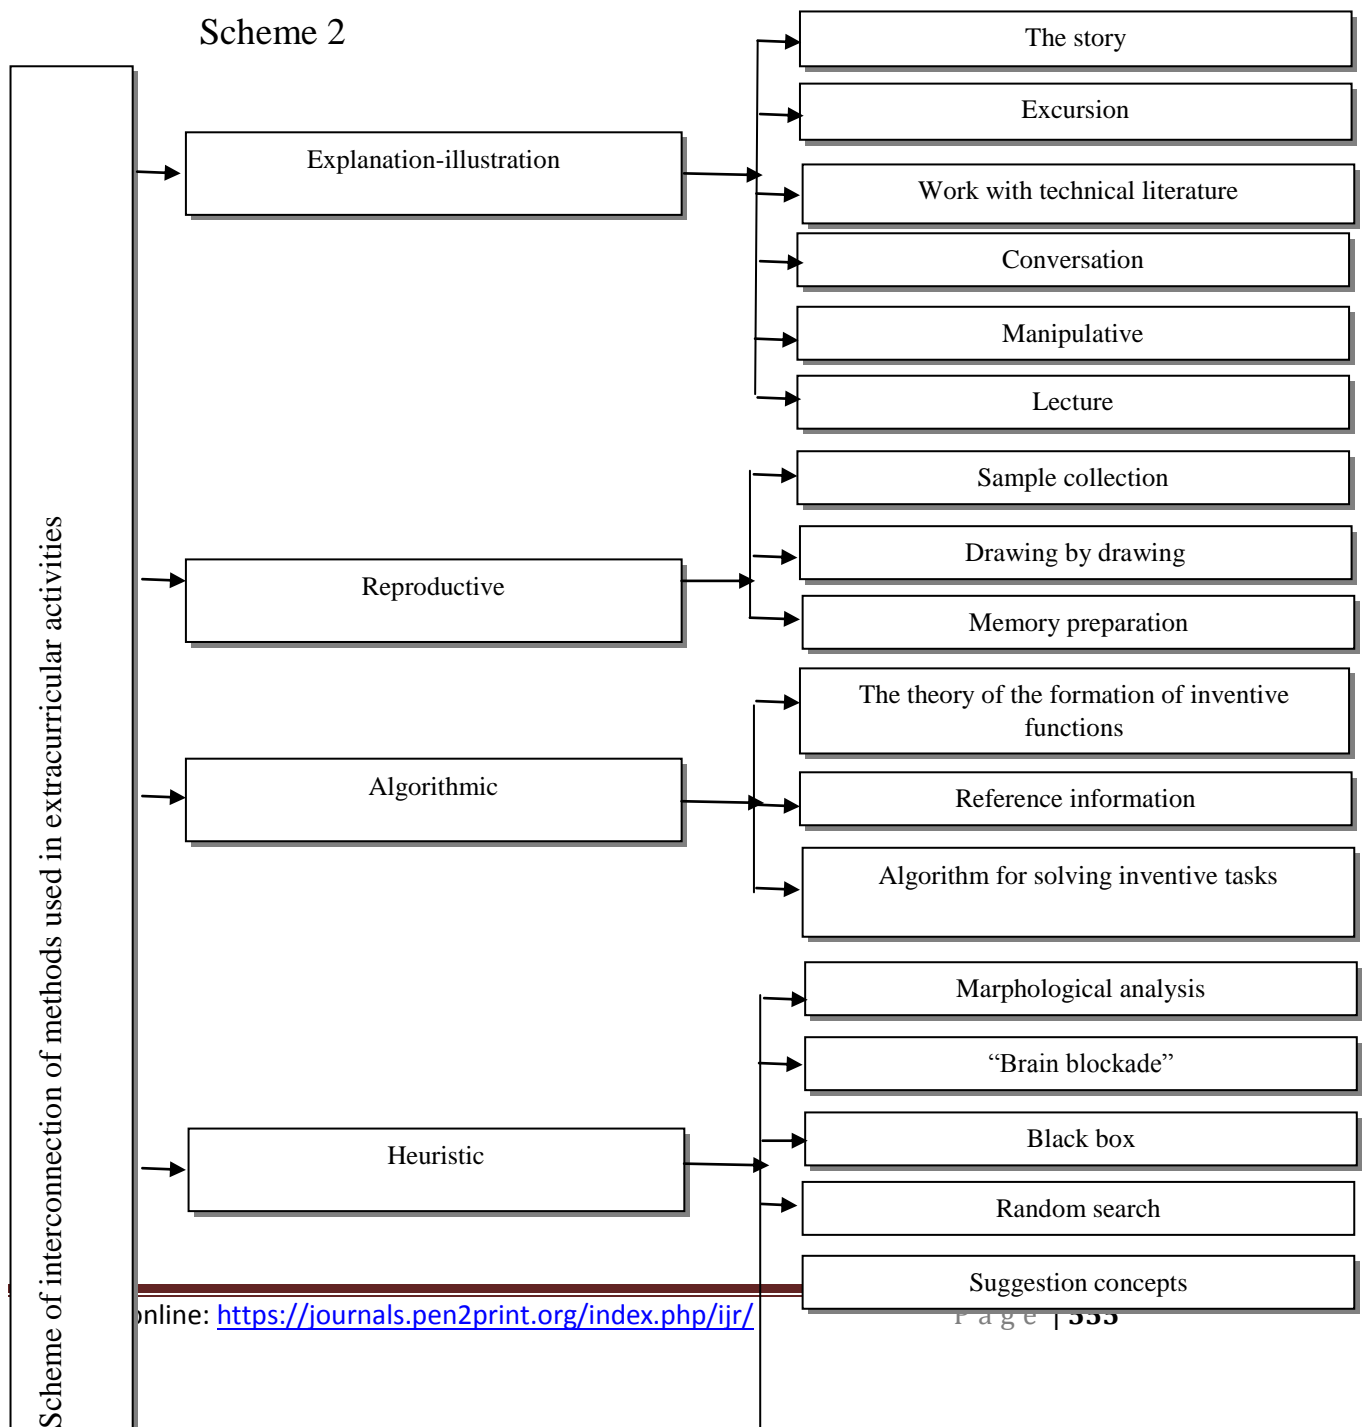 Scheme 2
Scheme of interconnection of methods used in extracurricular activities
Explanation-illustration
The story
Excursion
Work with technical literature
Conversation
Manipulative
Lecture
Reproductive
Sample collection
Drawing by drawing
Memory preparation
Algorithmic
The theory of the formation of inventive
functions
Reference information
Algorithm for solving inventive tasks
Heuristic
Marphological analysis
“Brain blockade”
Black box
Random search
Suggestion concepts
online: https://journals.pen2print.org/index.php/ijr/
Page |